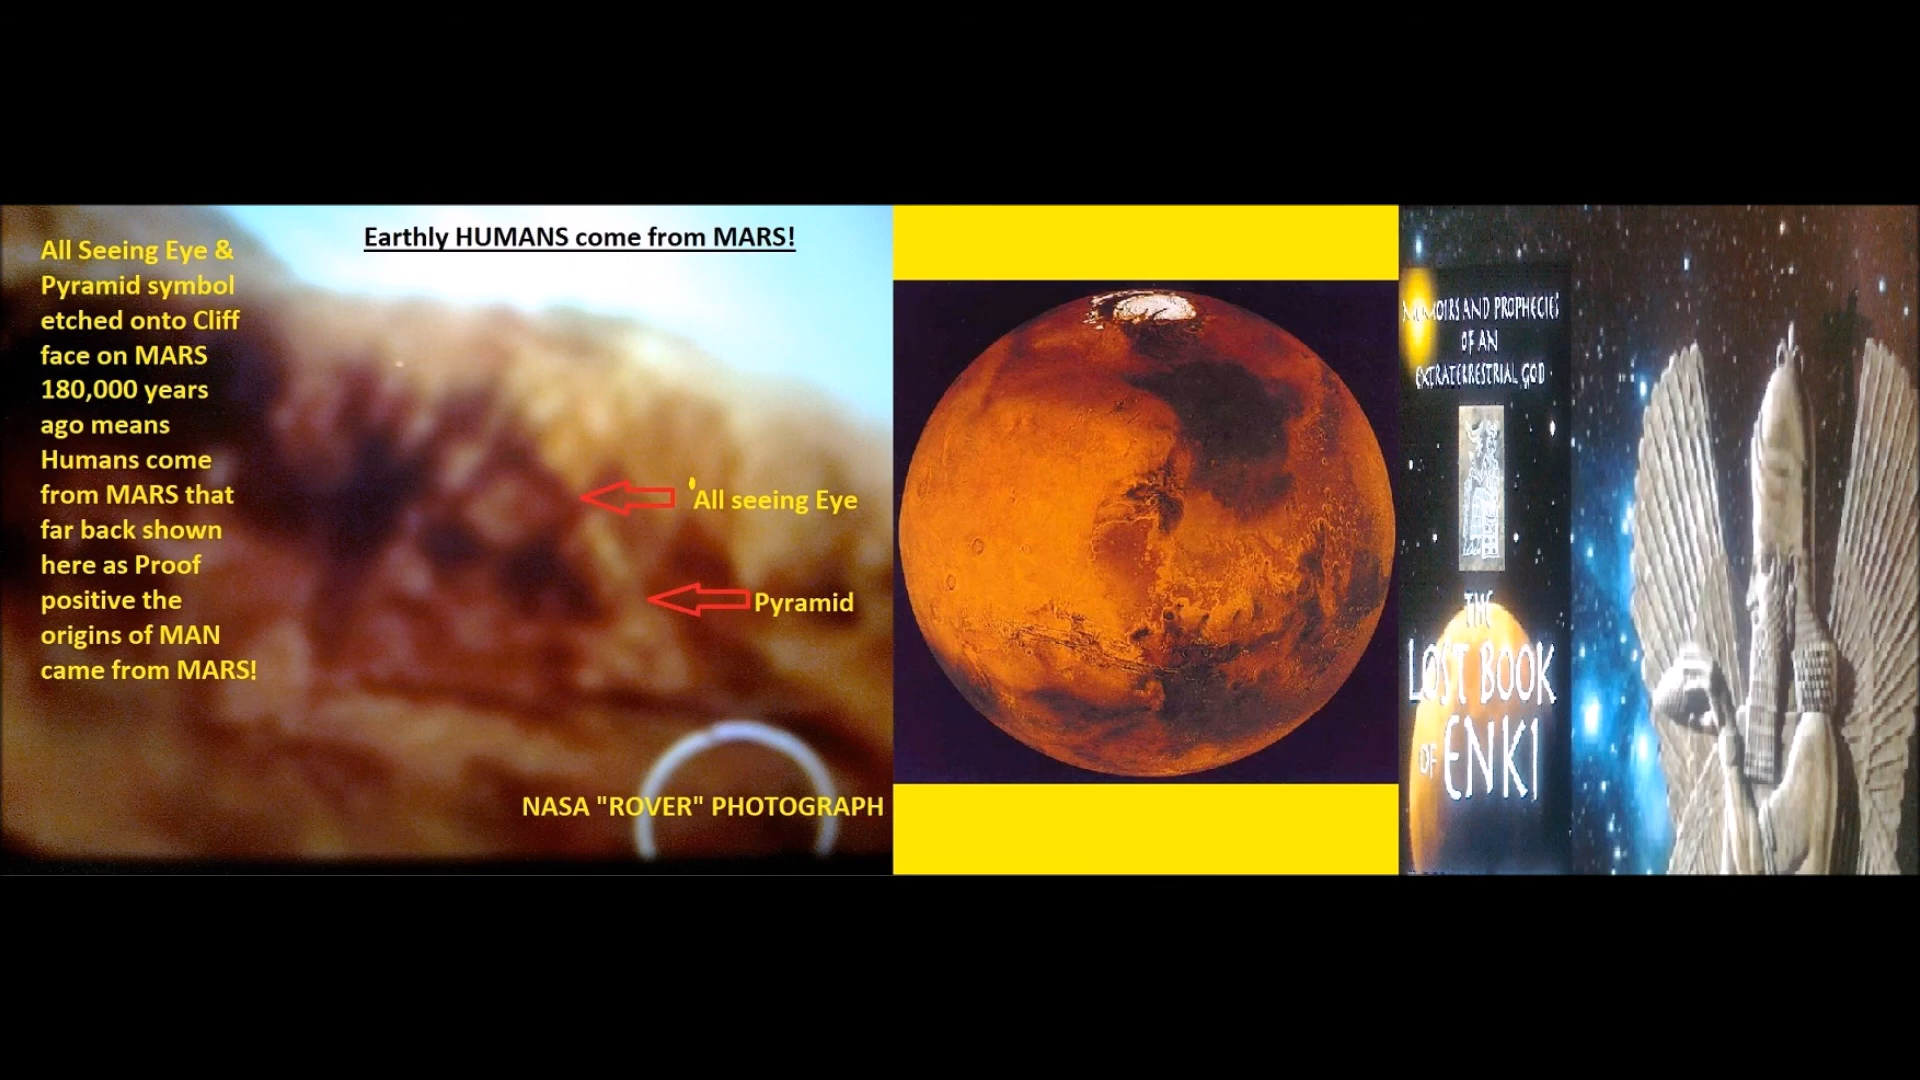 Earthly HUMANS come from MARS!
All Seeing Eye &
Pyramid symbol
etched onto Cliff
face on MARS
180,000 years
ago means
Humans come
from MARS that
far back shown
here as Proof
positive the
origins of MAN
came from MARS!
All seeing Eye
Pyramid
NASA "ROVER" PHOTOGRAPH
MEMOIRS AND PROPHECIES
OF AN
EXTRATERRESTRIAL GOD
THE
LOST BOOK
OF ENKI